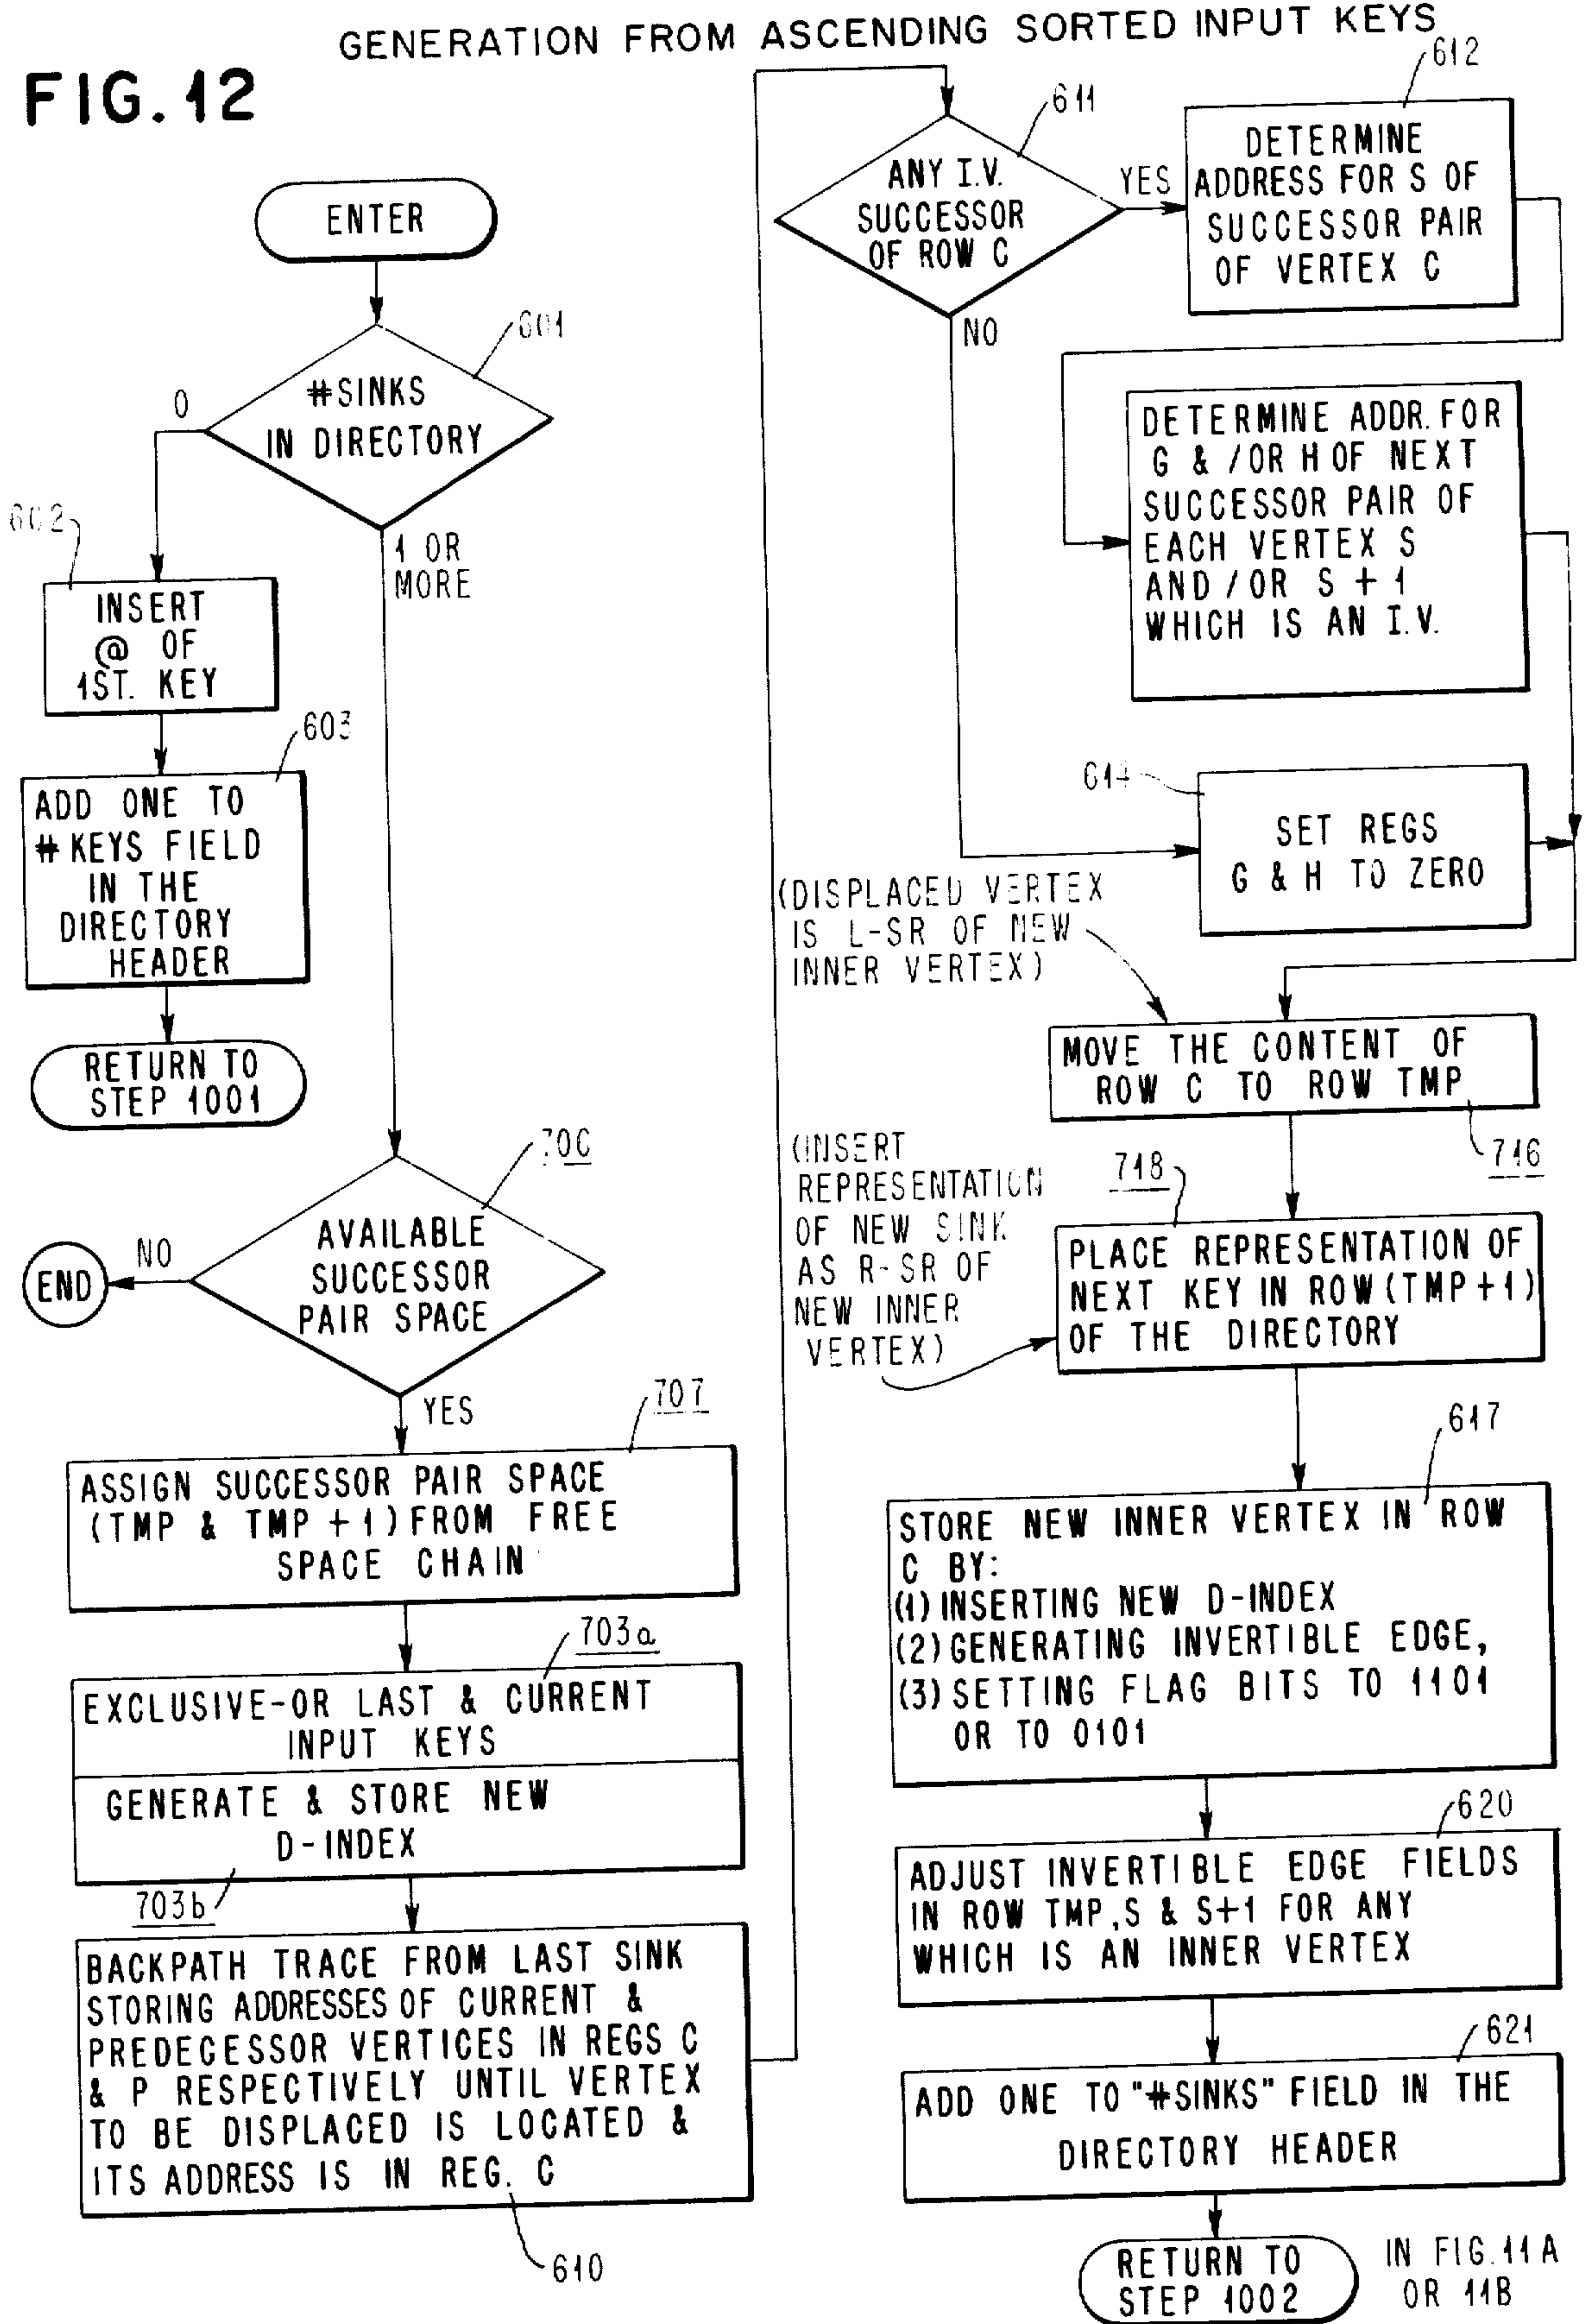 GENERATION FROM ASCENDING SORTED INPUT KEYS
FIG. 12
ENTER
601
#SINKS
IN DIRECTORY
0
1 OR
MORE
602
INSERT
@ OF
1ST. KEY
603
ADD ONE TO
# KEYS FIELD
IN THE
DIRECTORY
HEADER
RETURN TO
STEP 1001
700
AVAILABLE
SUCCESSOR
PAIR SPACE
NO
END
YES
707
ASSIGN SUCCESSOR PAIR SPACE
(TMP & TMP +1) FROM FREE
SPACE CHAIN
703a
EXCLUSIVE-OR LAST & CURRENT
INPUT KEYS
GENERATE & STORE NEW
D-INDEX
703b
BACKPATH TRACE FROM LAST SINK
STORING ADDRESSES OF CURRENT &
PREDECESSOR VERTICES IN REGS C
& P RESPECTIVELY UNTIL VERTEX
TO BE DISPLACED IS LOCATED &
ITS ADDRESS IS IN REG. C
610
611
ANY I.V.
SUCCESSOR
OF ROW C
YES
NO
612
DETERMINE
ADDRESS FOR S OF
SUCCESSOR PAIR
OF VERTEX C
DETERMINE ADDR. FOR
G & /OR H OF NEXT
SUCCESSOR PAIR OF
EACH VERTEX S
AND /OR S + 1
WHICH IS AN I.V.
614
SET REGS
G & H TO ZERO
(DISPLACED VERTEX
IS L-SR OF NEW
INNER VERTEX)
MOVE THE CONTENT OF
ROW C TO ROW TMP
716
(INSERT
REPRESENTATION
OF NEW SINK
AS R-SR OF
NEW INNER
VERTEX)
718
PLACE REPRESENTATION OF
NEXT KEY IN ROW (TMP+1)
OF THE DIRECTORY
617
STORE NEW INNER VERTEX IN ROW
C BY:
(1) INSERTING NEW D-INDEX
(2) GENERATING INVERTIBLE EDGE,
(3) SETTING FLAG BITS TO 1101
OR TO 0101
620
ADJUST INVERTIBLE EDGE FIELDS
IN ROW TMP, S & S+1 FOR ANY
WHICH IS AN INNER VERTEX
621
ADD ONE TO "#SINKS" FIELD IN THE
DIRECTORY HEADER
RETURN TO
STEP 1002
IN FIG. 11A
OR 11B